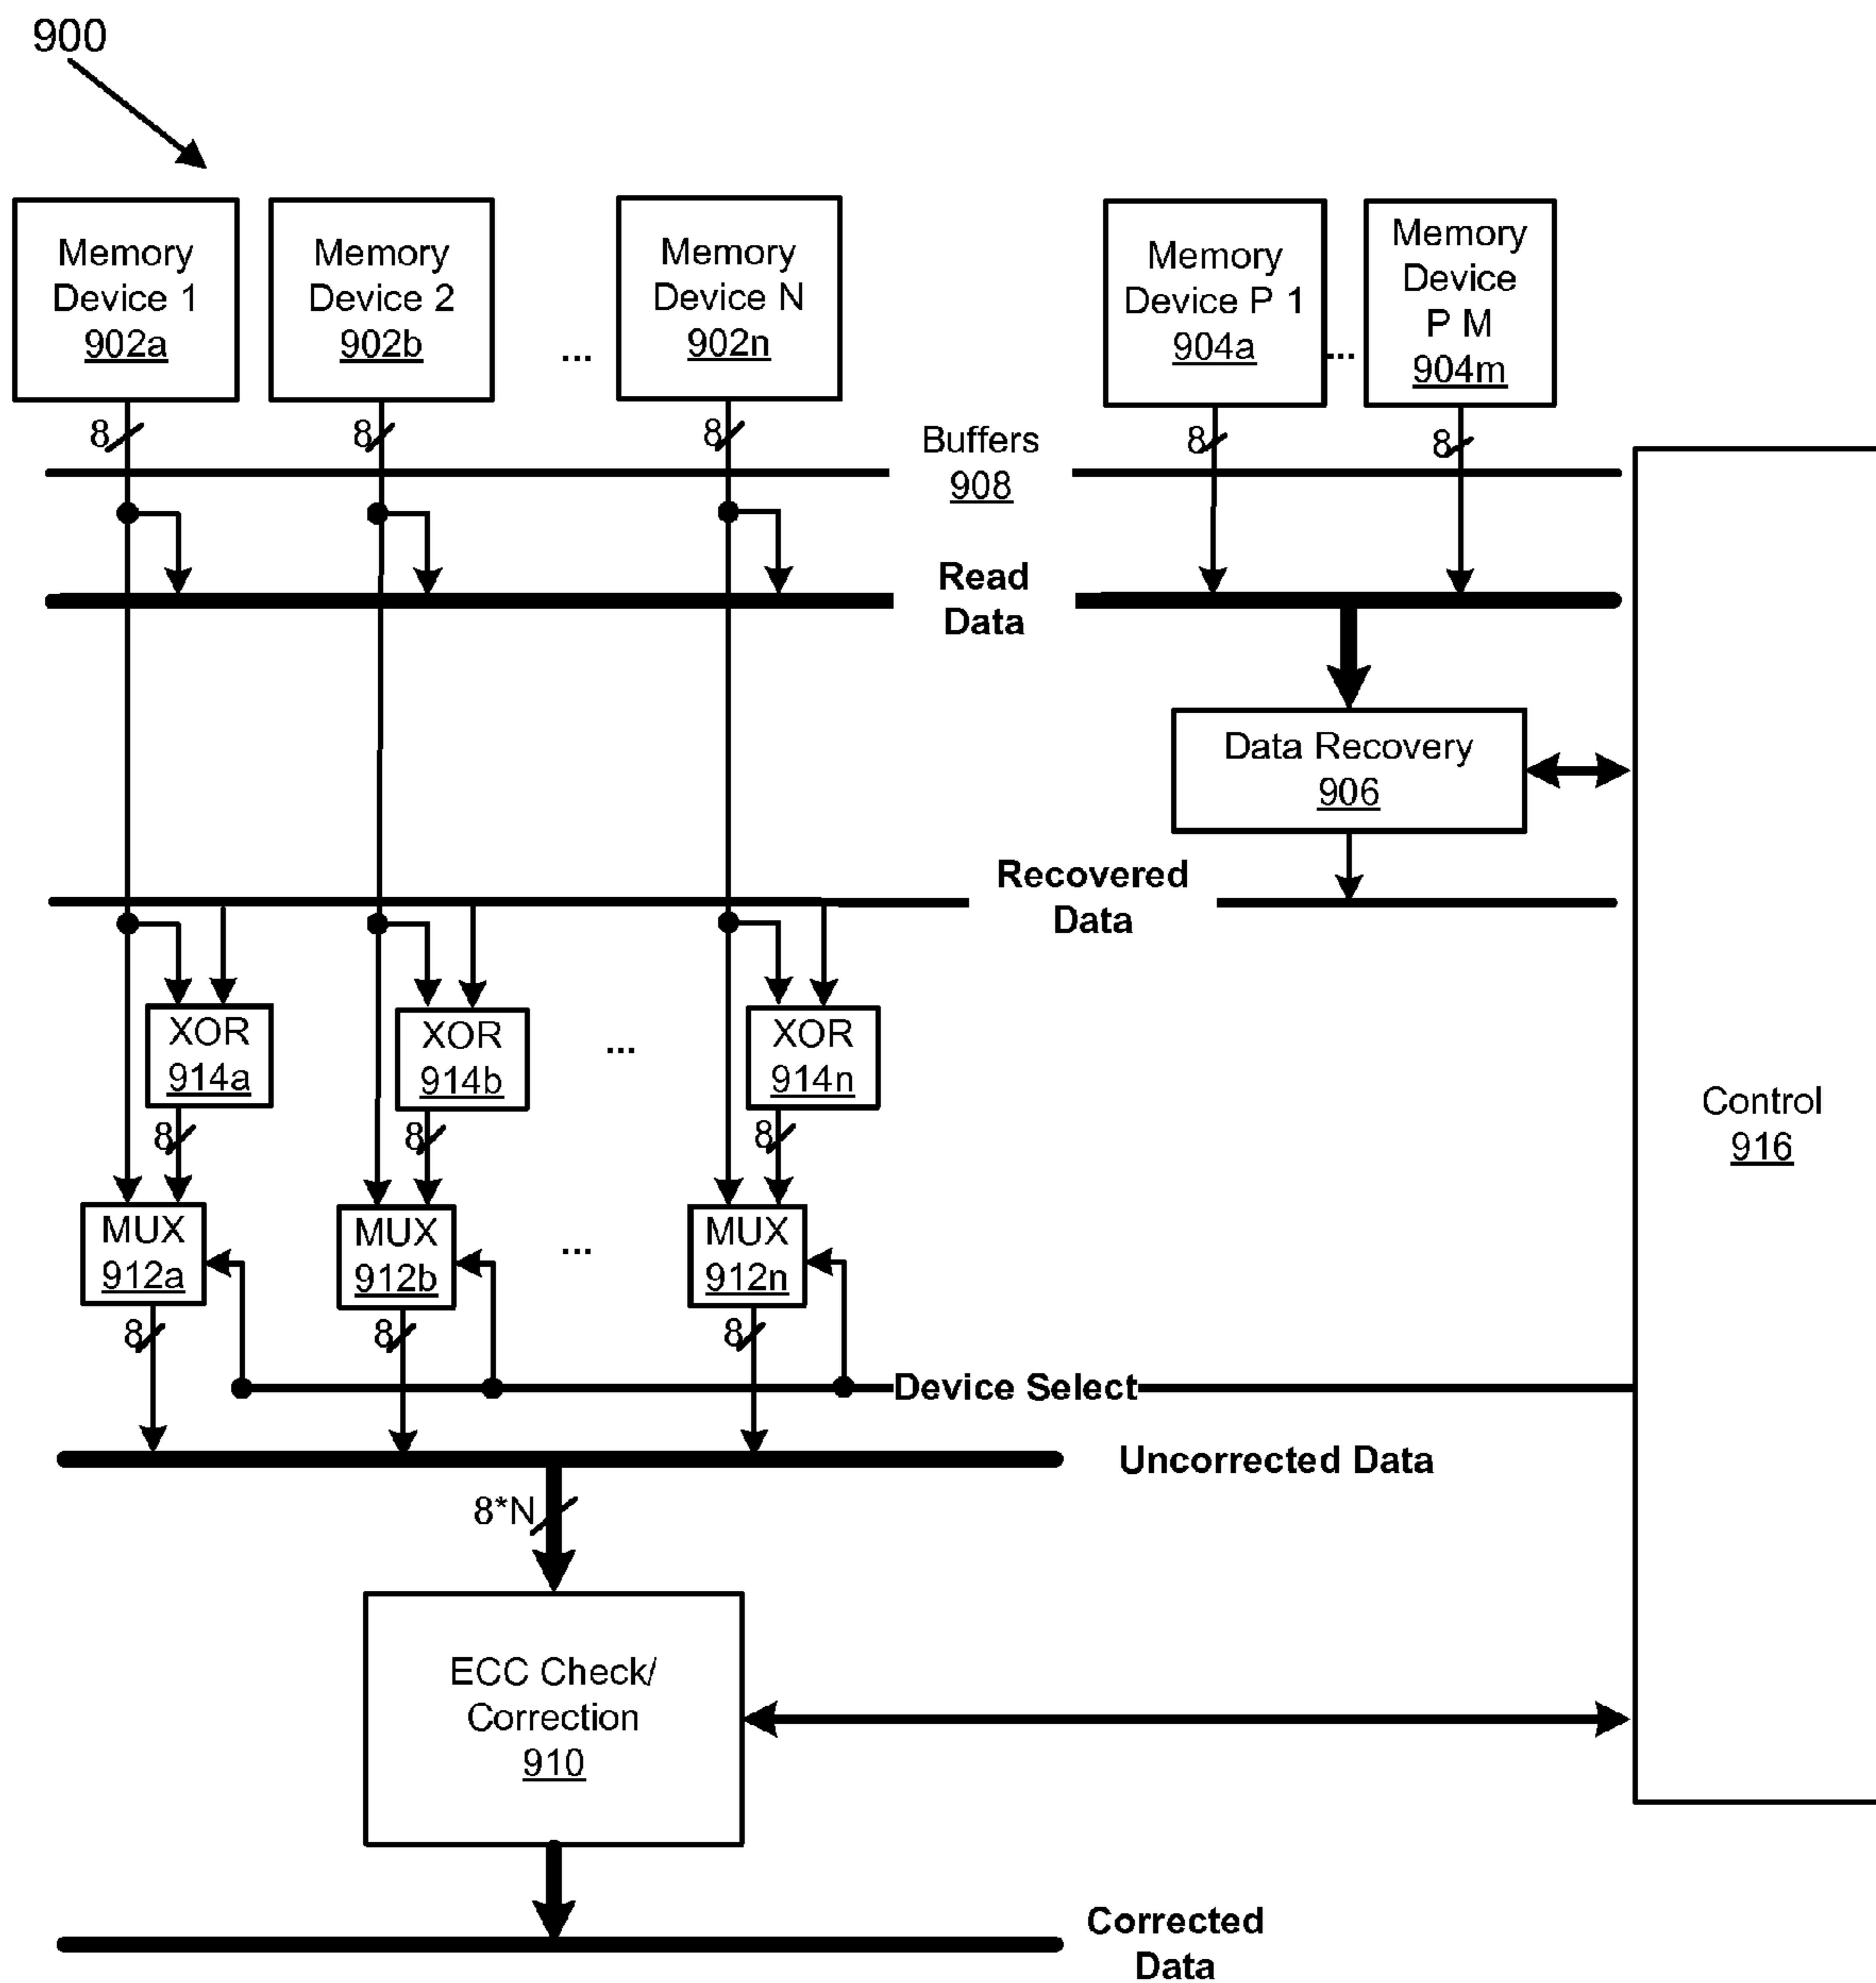 900
Memory
Device 1
902a
Memory
Device 2
902b
...
Memory
Device N
902n
Memory
Device P 1
904a
...
Memory
Device
P M
904m
8
8
8
Buffers
908
8
8
Read
Data
Data Recovery
906
Recovered
Data
XOR
914a
XOR
914b
...
XOR
914n
Control
916
8
8
8
MUX
912a
MUX
912b
...
MUX
912n
8
8
8
Device Select
Uncorrected Data
8*N
ECC Check/
Correction
910
Corrected
Data